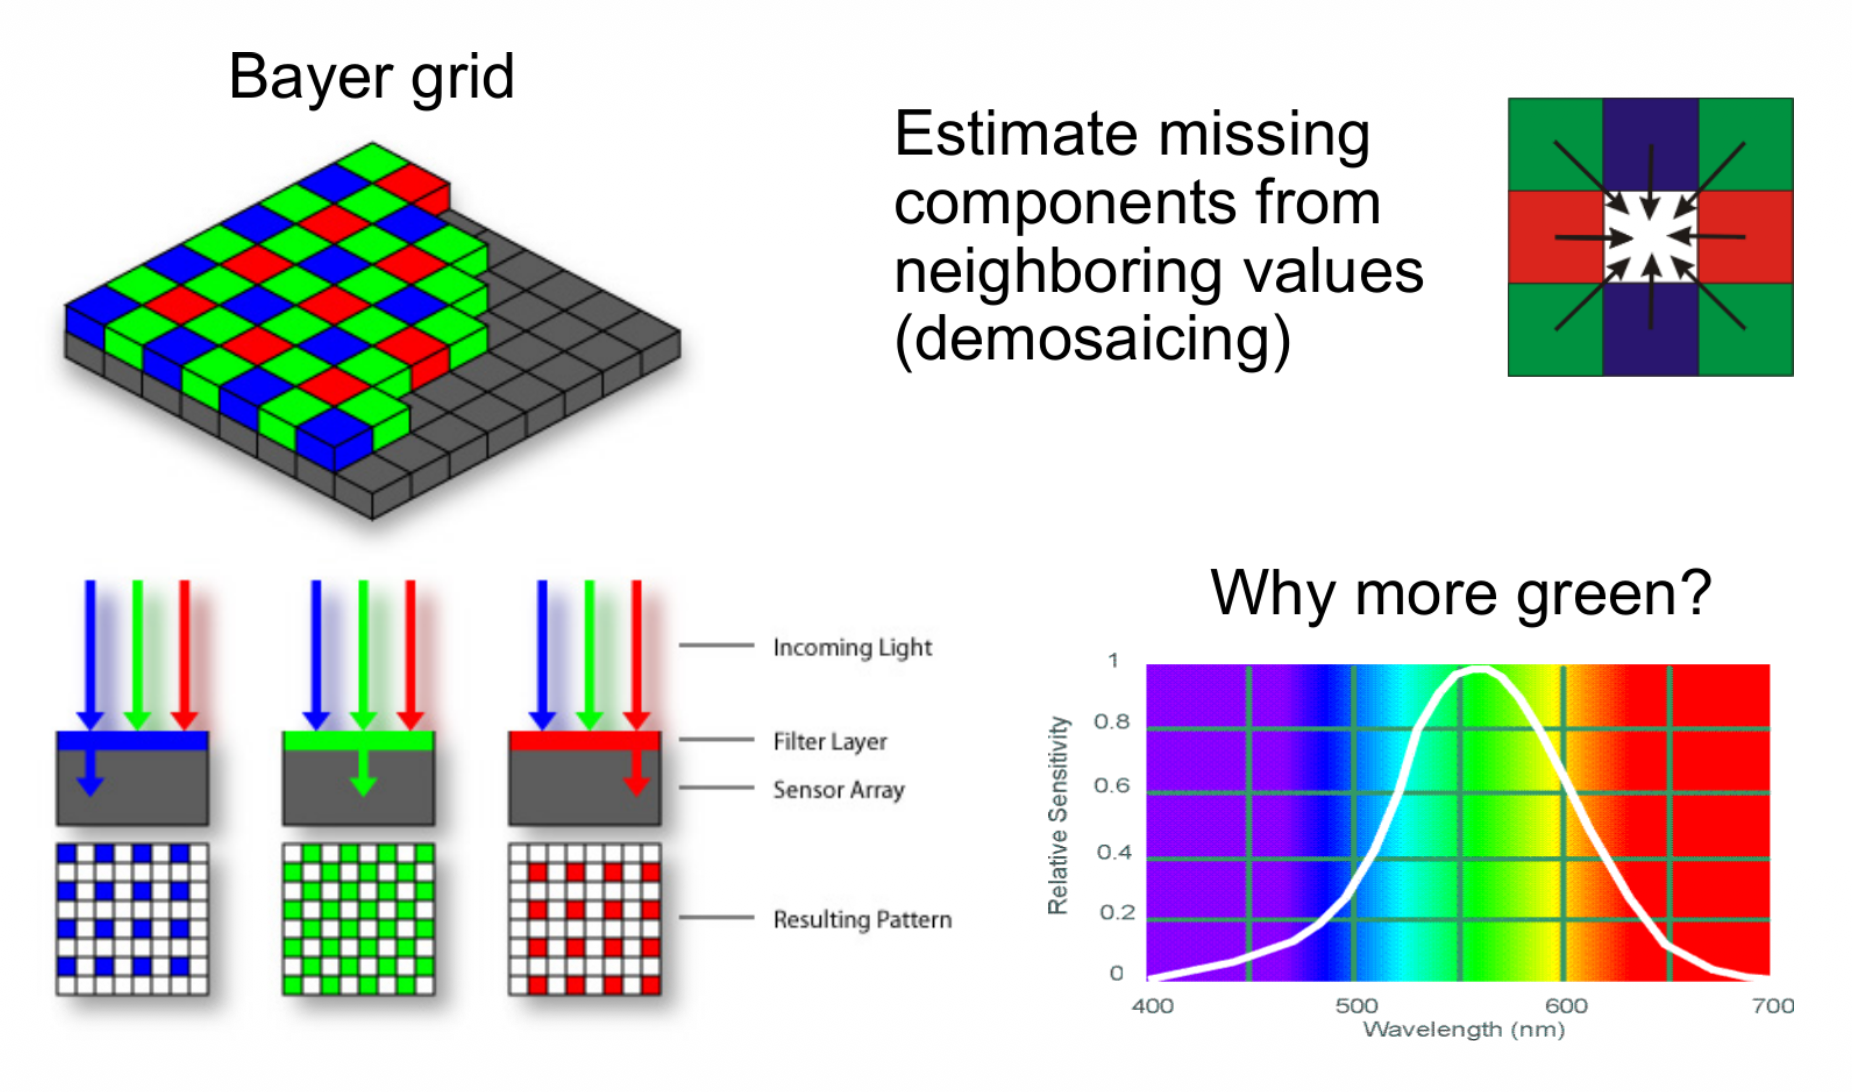 Bayer grid
Estimate missing
components from
neighboring values
(demosaicing)
Incoming Light
Filter Layer
Sensor Array
Resulting Pattern
Why more green?
Relative Sensitivity
1
0.8
0.6
0.4
0.2
0
400 500 600 700
Wavelength (nm)